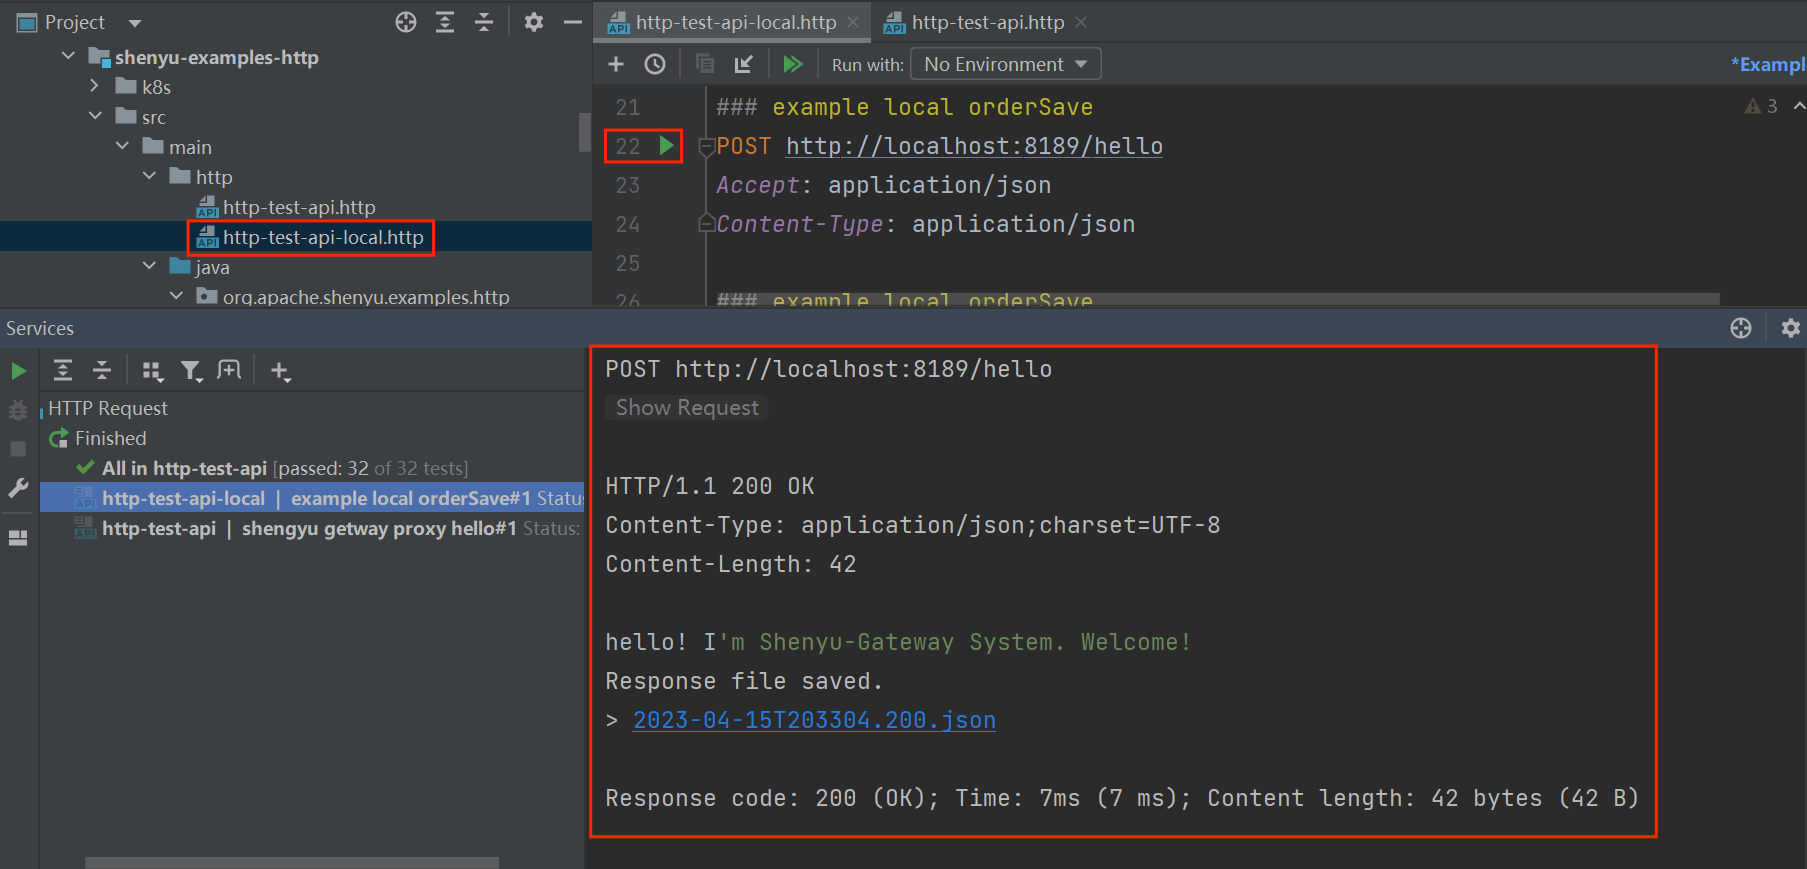 Project
shenyu-examples-http
k8s
src
main
http
API http-test-api.http
API http-test-api-local.http
java
org.apache.shenyu.examples.http
API http-test-api-local.http
API http-test-api.http
Run with: No Environment
*Exampl
21 ### example local orderSave
3
22 POST http://localhost:8189/hello
23 Accept: application/json
24 Content-Type: application/json
25
26 ### example local orderSave
Services
HTTP Request
Finished
All in http-test-api [passed: 32 of 32 tests]
API http-test-api-local | example local orderSave#1 Statu
API http-test-api | shengyu getway proxy hello#1 Status:
POST http://localhost:8189/hello
Show Request
HTTP/1.1 200 OK
Content-Type: application/json;charset=UTF-8
Content-Length: 42
hello! I'm Shenyu-Gateway System. Welcome!
Response file saved.
> 2023-04-15T203304.200.json
Response code: 200 (OK); Time: 7ms (7 ms); Content length: 42 bytes (42 B)